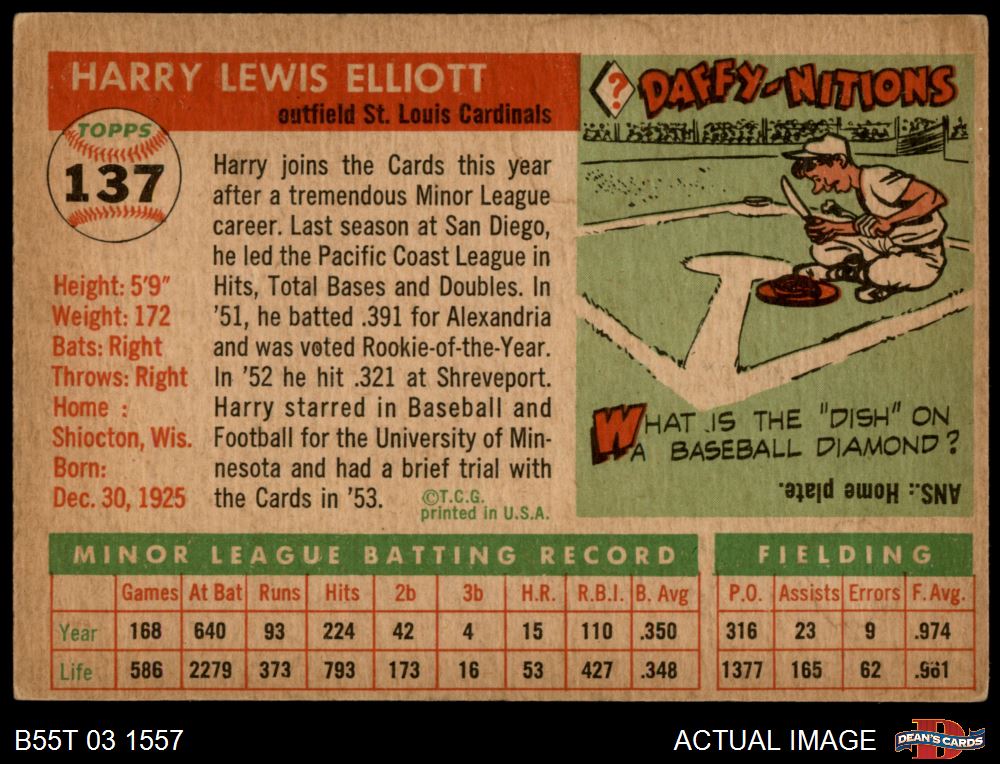 HARRY LEWIS ELLIOTT
outfield St. Louis Cardinals
TOPPS
137
Height: 5'9"
Weight: 172
Bats: Right
Throws: Right
Home :
Shiocton, Wis.
Born:
Dec. 30, 1925
Harry joins the Cards this year
after a tremendous Minor League
career. Last season at San Diego,
he led the Pacific Coast League in
Hits, Total Bases and Doubles. In
'51, he batted .391 for Alexandria
and was voted Rookie-of-the-Year.
In '52 he hit .321 at Shreveport.
Harry starred in Baseball and
Football for the University of Min-
nesota and had a brief trial with
the Cards in '53.
©T.C.G.
printed in U.S.A.
? DAFFY-NITIONS
WHAT IS THE "DISH" ON
A BASEBALL DIAMOND?
ANS.: Home plate.
MINOR LEAGUE BATTING RECORD FIELDING
Games At Bat Runs Hits 2b 3b H.R. R.B.I. B. Avg P.O. Assists Errors F. Avg.
Year 168 640 93 224 42 4 15 110 .350 316 23 9 .974
Life 586 2279 373 793 173 16 53 427 .348 1377 165 62 .961
B55T 03 1557
ACTUAL IMAGE
DEAN'S CARDS